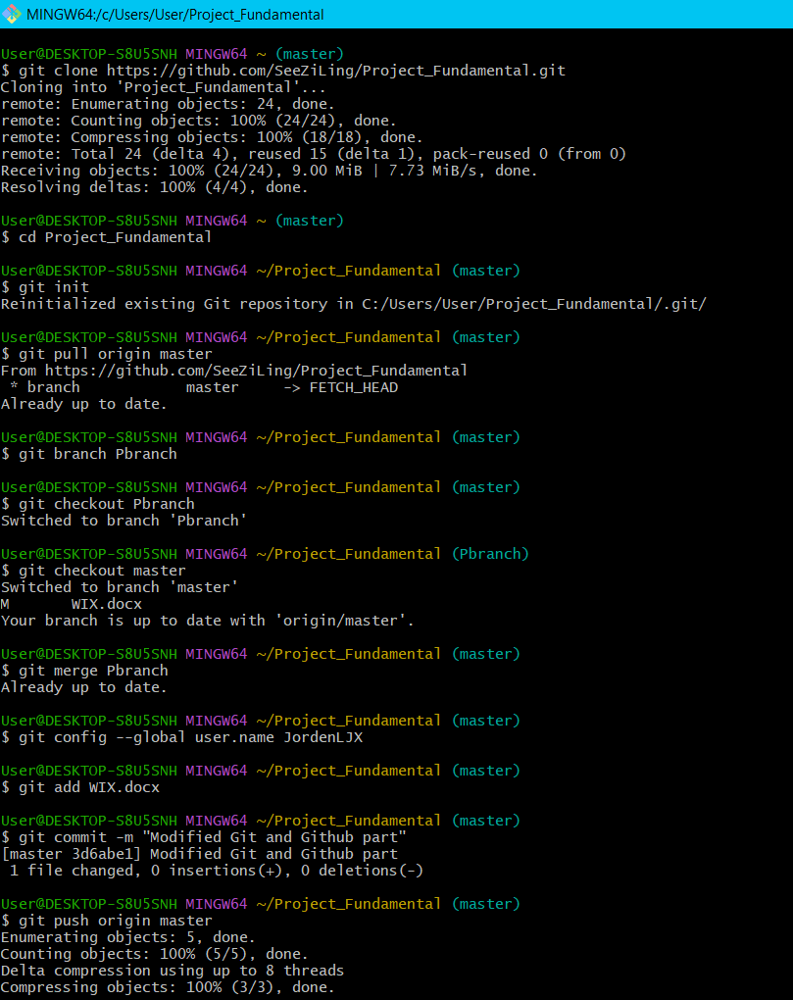 MINGW64:/c/Users/User/Project_Fundamental
User@DESKTOP-S8U5SNH MINGW64 ~ (master)
$ git clone https://github.com/SeeZiLing/Project_Fundamental.git
Cloning into 'Project_Fundamental'...
remote: Enumerating objects: 24, done.
remote: Counting objects: 100% (24/24), done.
remote: Compressing objects: 100% (18/18), done.
remote: Total 24 (delta 4), reused 15 (delta 1), pack-reused 0 (from 0)
Receiving objects: 100% (24/24), 9.00 MiB | 7.73 MiB/s, done.
Resolving deltas: 100% (4/4), done.
User@DESKTOP-S8U5SNH MINGW64 ~ (master)
$ cd Project_Fundamental
User@DESKTOP-S8U5SNH MINGW64 ~/Project_Fundamental (master)
$ git init
Reinitialized existing Git repository in C:/Users/User/Project_Fundamental/.git/
User@DESKTOP-S8U5SNH MINGW64 ~/Project_Fundamental (master)
$ git pull origin master
From https://github.com/SeeZiLing/Project_Fundamental
 * branch            master     -> FETCH_HEAD
Already up to date.
User@DESKTOP-S8U5SNH MINGW64 ~/Project_Fundamental (master)
$ git branch Pbranch
User@DESKTOP-S8U5SNH MINGW64 ~/Project_Fundamental (master)
$ git checkout Pbranch
Switched to branch 'Pbranch'
User@DESKTOP-S8U5SNH MINGW64 ~/Project_Fundamental (Pbranch)
$ git checkout master
Switched to branch 'master'
M       WIX.docx
Your branch is up to date with 'origin/master'.
User@DESKTOP-S8U5SNH MINGW64 ~/Project_Fundamental (master)
$ git merge Pbranch
Already up to date.
User@DESKTOP-S8U5SNH MINGW64 ~/Project_Fundamental (master)
$ git config --global user.name JordenLJX
User@DESKTOP-S8U5SNH MINGW64 ~/Project_Fundamental (master)
$ git add WIX.docx
User@DESKTOP-S8U5SNH MINGW64 ~/Project_Fundamental (master)
$ git commit -m "Modified Git and Github part"
[master 3d6abe1] Modified Git and Github part
 1 file changed, 0 insertions(+), 0 deletions(-)
User@DESKTOP-S8U5SNH MINGW64 ~/Project_Fundamental (master)
$ git push origin master
Enumerating objects: 5, done.
Counting objects: 100% (5/5), done.
Delta compression using up to 8 threads
Compressing objects: 100% (3/3), done.